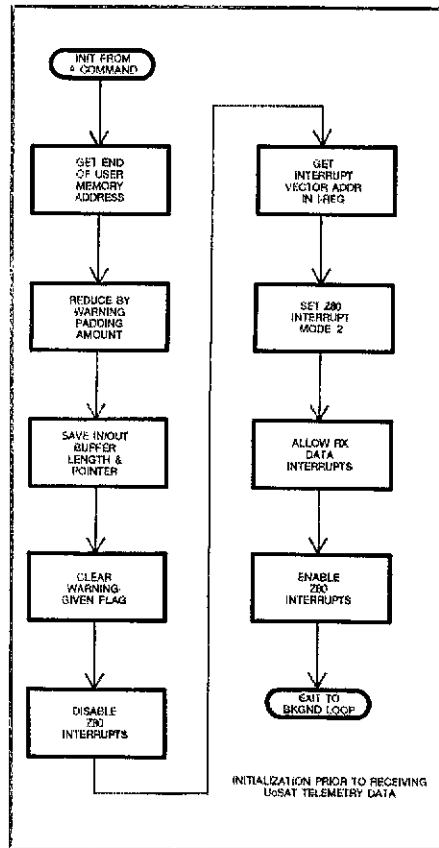 INIT FROM
A COMMAND
GET END
OF USER
MEMORY
ADDRESS
REDUCE BY
WARNING
PADDING
AMOUNT
SAVE IN/OUT
BUFFER
LENGTH &
POINTER
CLEAR
WARNING
GIVEN FLAG
DISABLE
Z80
INTERRUPTS
GET
INTERRUPT
VECTOR ADDR
IN I-REG
SET Z80
INTERRUPT
MODE 2
ALLOW RX
DATA
INTERRUPTS
ENABLE
Z80
INTERRUPTS
EXIT TO
BKGND LOOP
INITIALIZATION PRIOR TO RECEIVING
UoSAT TELEMETRY DATA